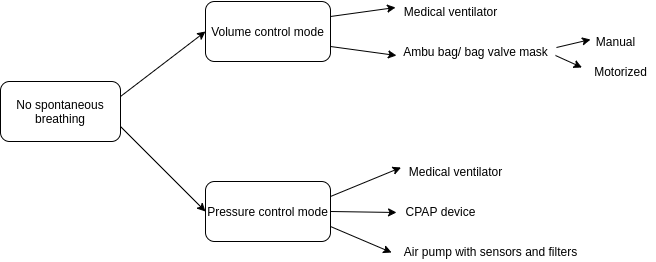 Volume control mode
Medical ventilator
Ambu bag/ bag valve mask
Manual
Motorized
No spontaneous
breathing
Pressure control mode
Medical ventilator
CPAP device
Air pump with sensors and filters